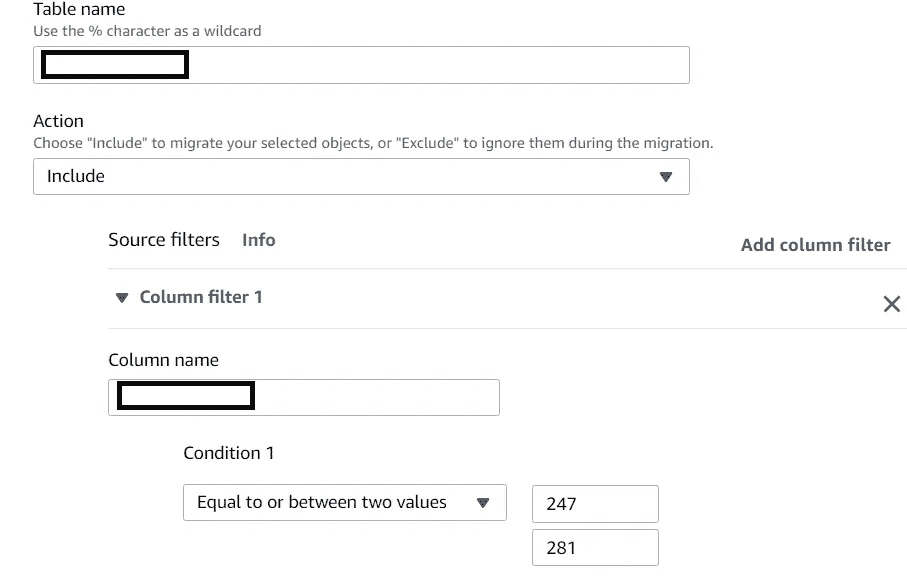 Table name
Use the % character as a wildcard
Action
Choose "Include" to migrate your selected objects, or "Exclude" to ignore them during the migration.
Include
Source filters Info Add column filter
Column filter 1
Column name
Condition 1
Equal to or between two values 247
281